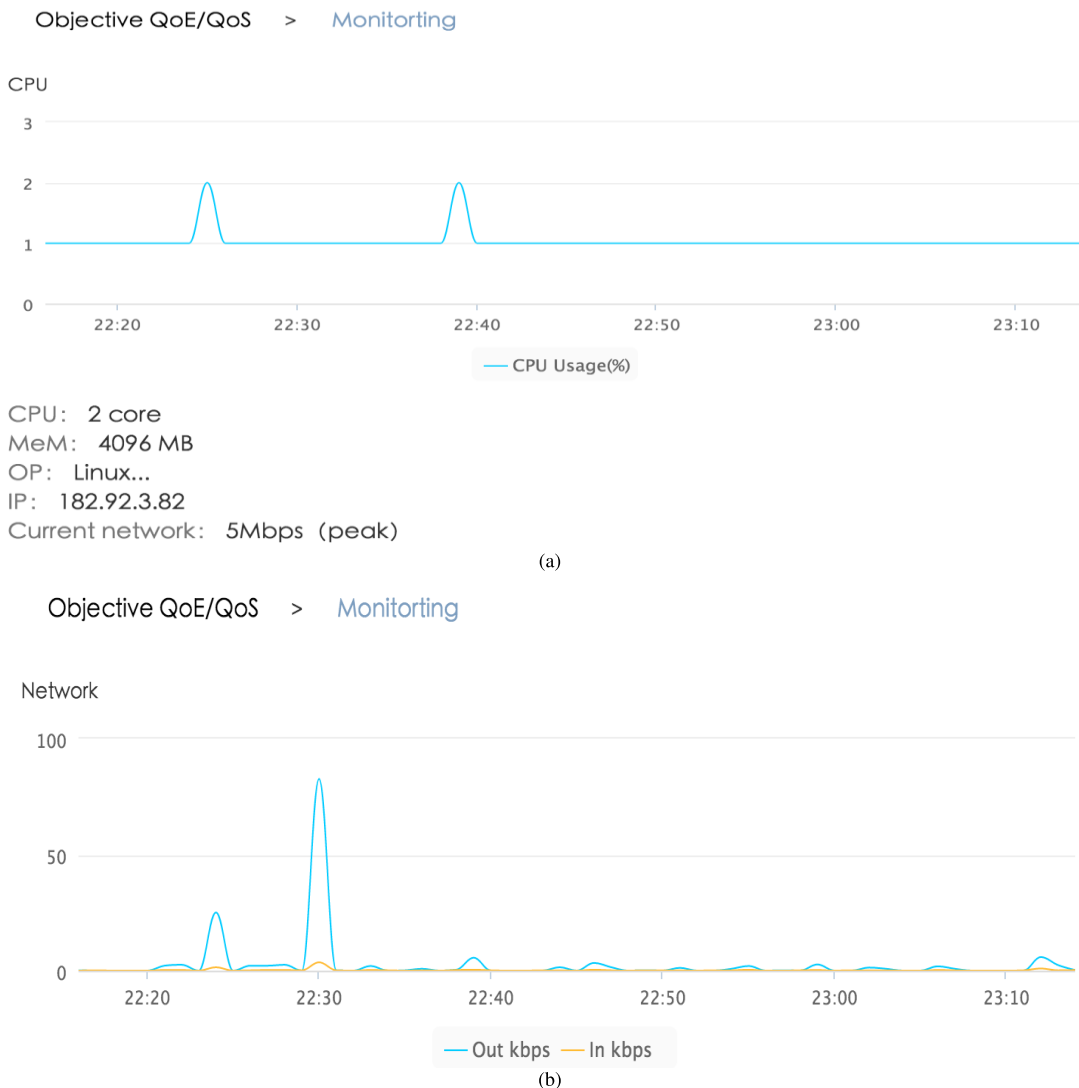 Objective QoE/QoS > Monitorting
CPU
3
2
1
0
22:20 22:30 22:40 22:50 23:00 23:10
CPU Usage(%)
CPU: 2 core
MeM: 4096 MB
OP: Linux...
IP: 182.92.3.82
Current network: 5Mbps (peak)
(a)
Objective QoE/QoS > Monitorting
Network
100
50
0
22:20 22:30 22:40 22:50 23:00 23:10
Out kbps In kbps
(b)